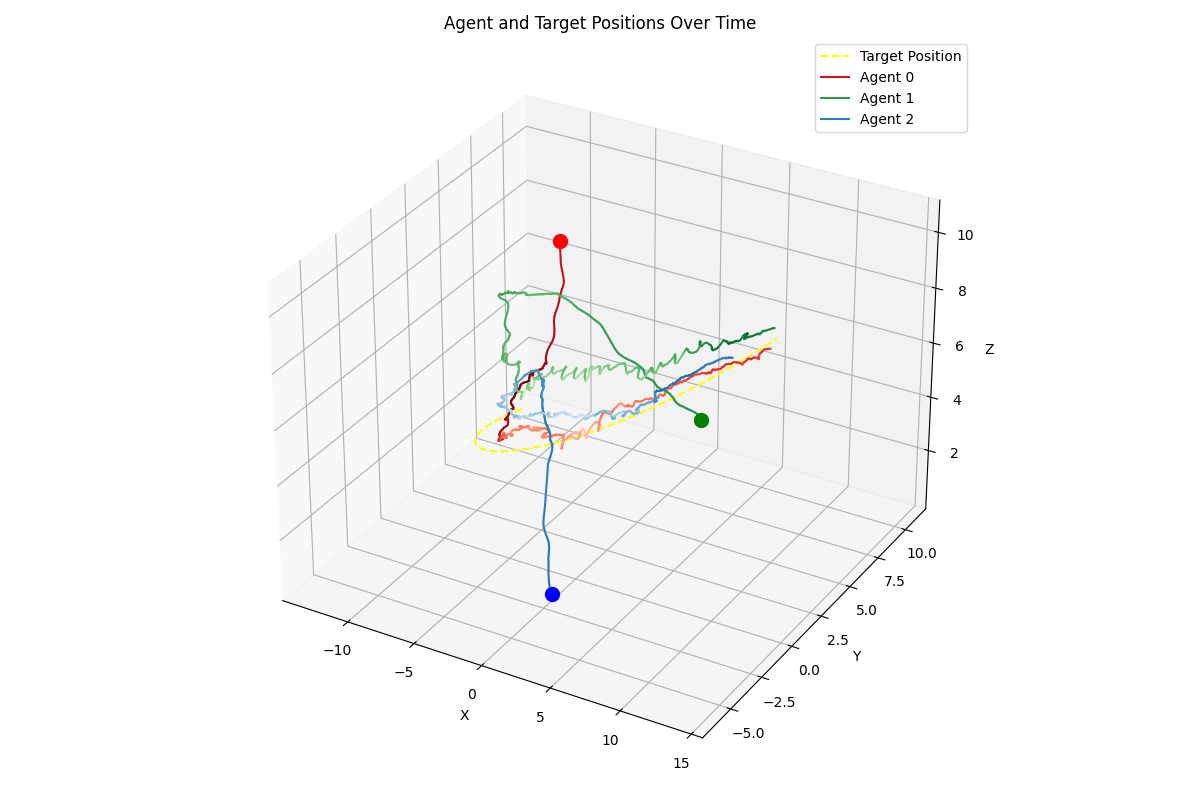 Agent and Target Positions Over Time
Target Position
Agent 0
Agent 1
Agent 2
10
8
6
4
2
Z
10.0
7.5
5.0
2.5
0.0
−2.5
−5.0
Y
−10
−5
0
5
10
15
X